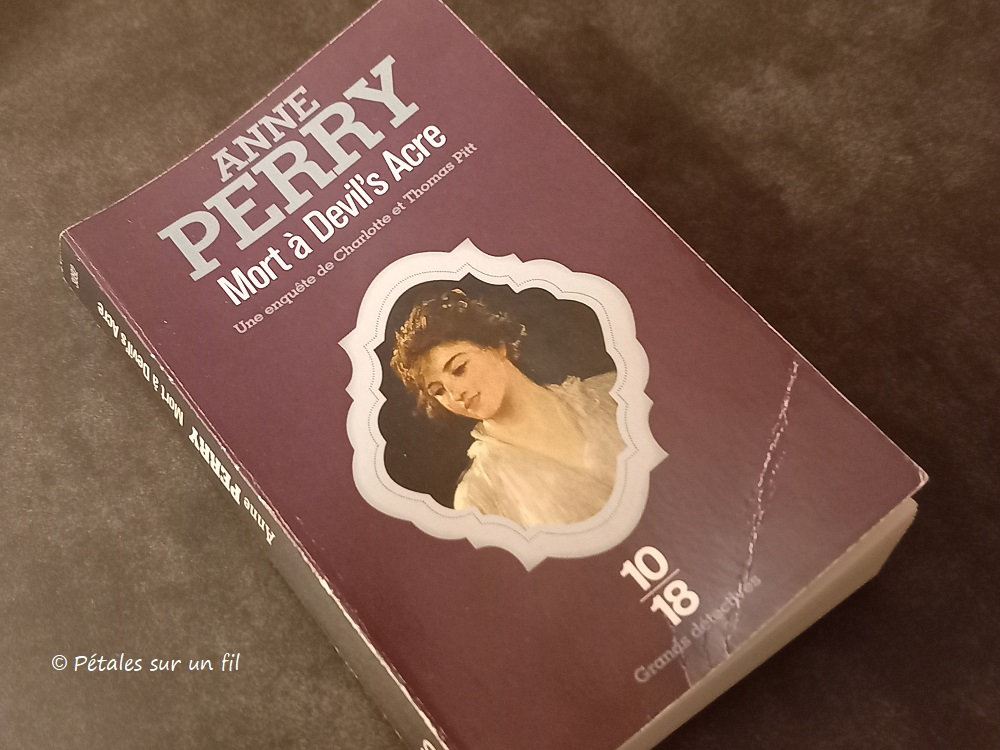 ANNE
PERRY
Mort à Devil's Acre
Une enquête de Charlotte et Thomas Pitt
10
18
Grands détectives
Anne PERRY Mort à Devil's Acre
© Pétales sur un fil